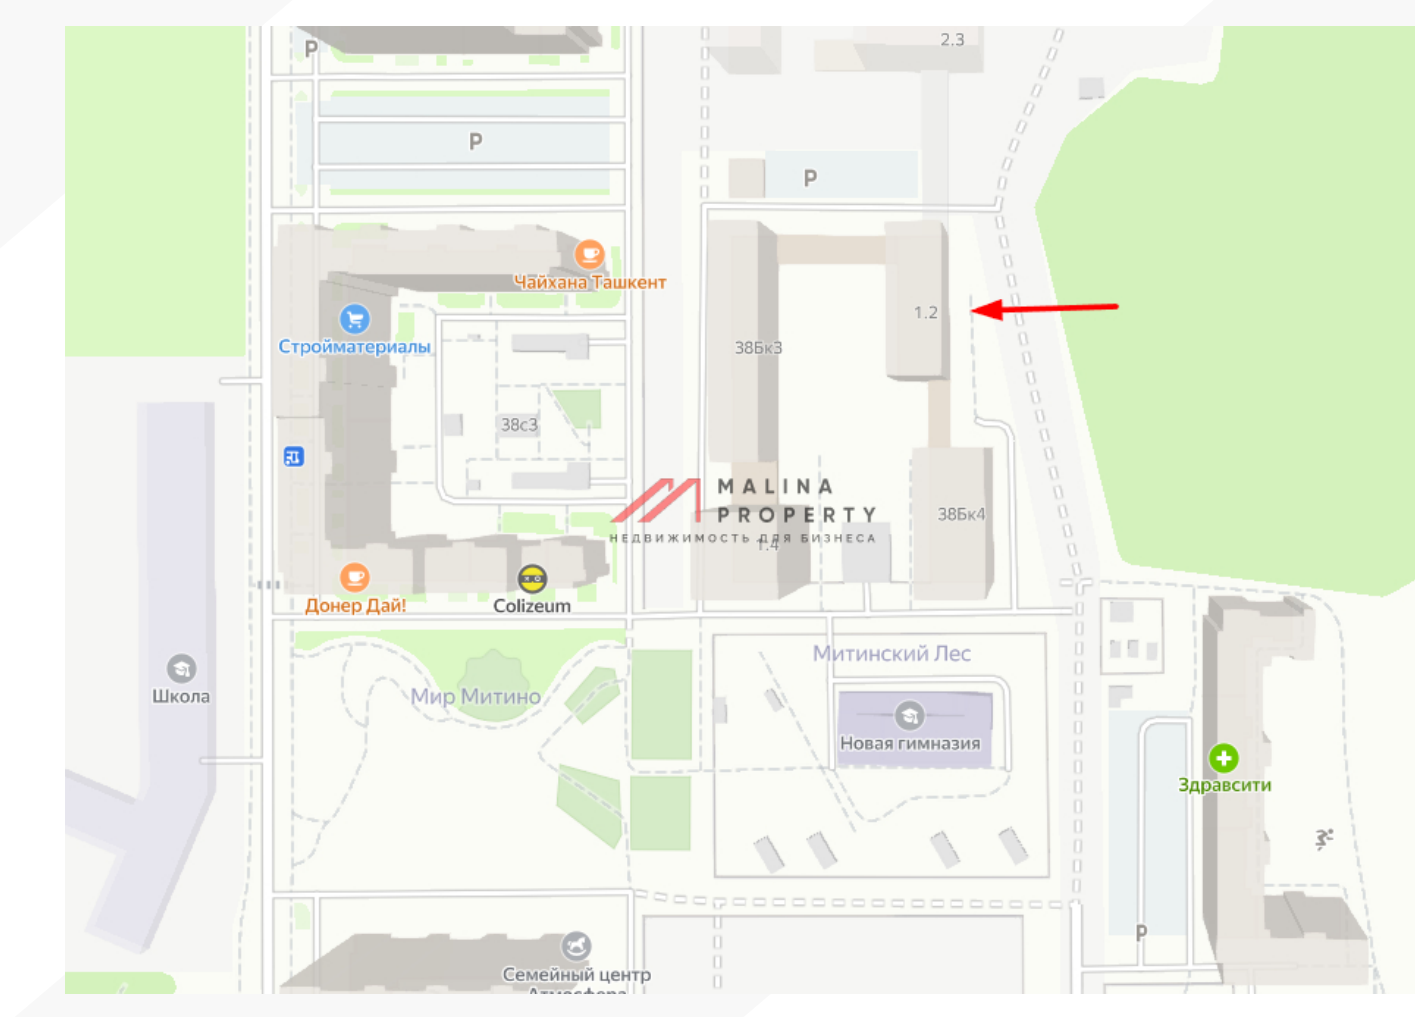 P
2.3
P
P
Чайхана Ташкент
1.2
Стройматериалы
38Бк3
38с3
MALINA
PROPERTY
НЕДВИЖИМОСТЬ ДЛЯ БИЗНЕСА
38Бк4
1.4
Донер Дай!
Colizeum
Митинский Лес
Школа
Мир Митино
Новая гимназия
Здравсити
P
Семейный центр
Атмосфера